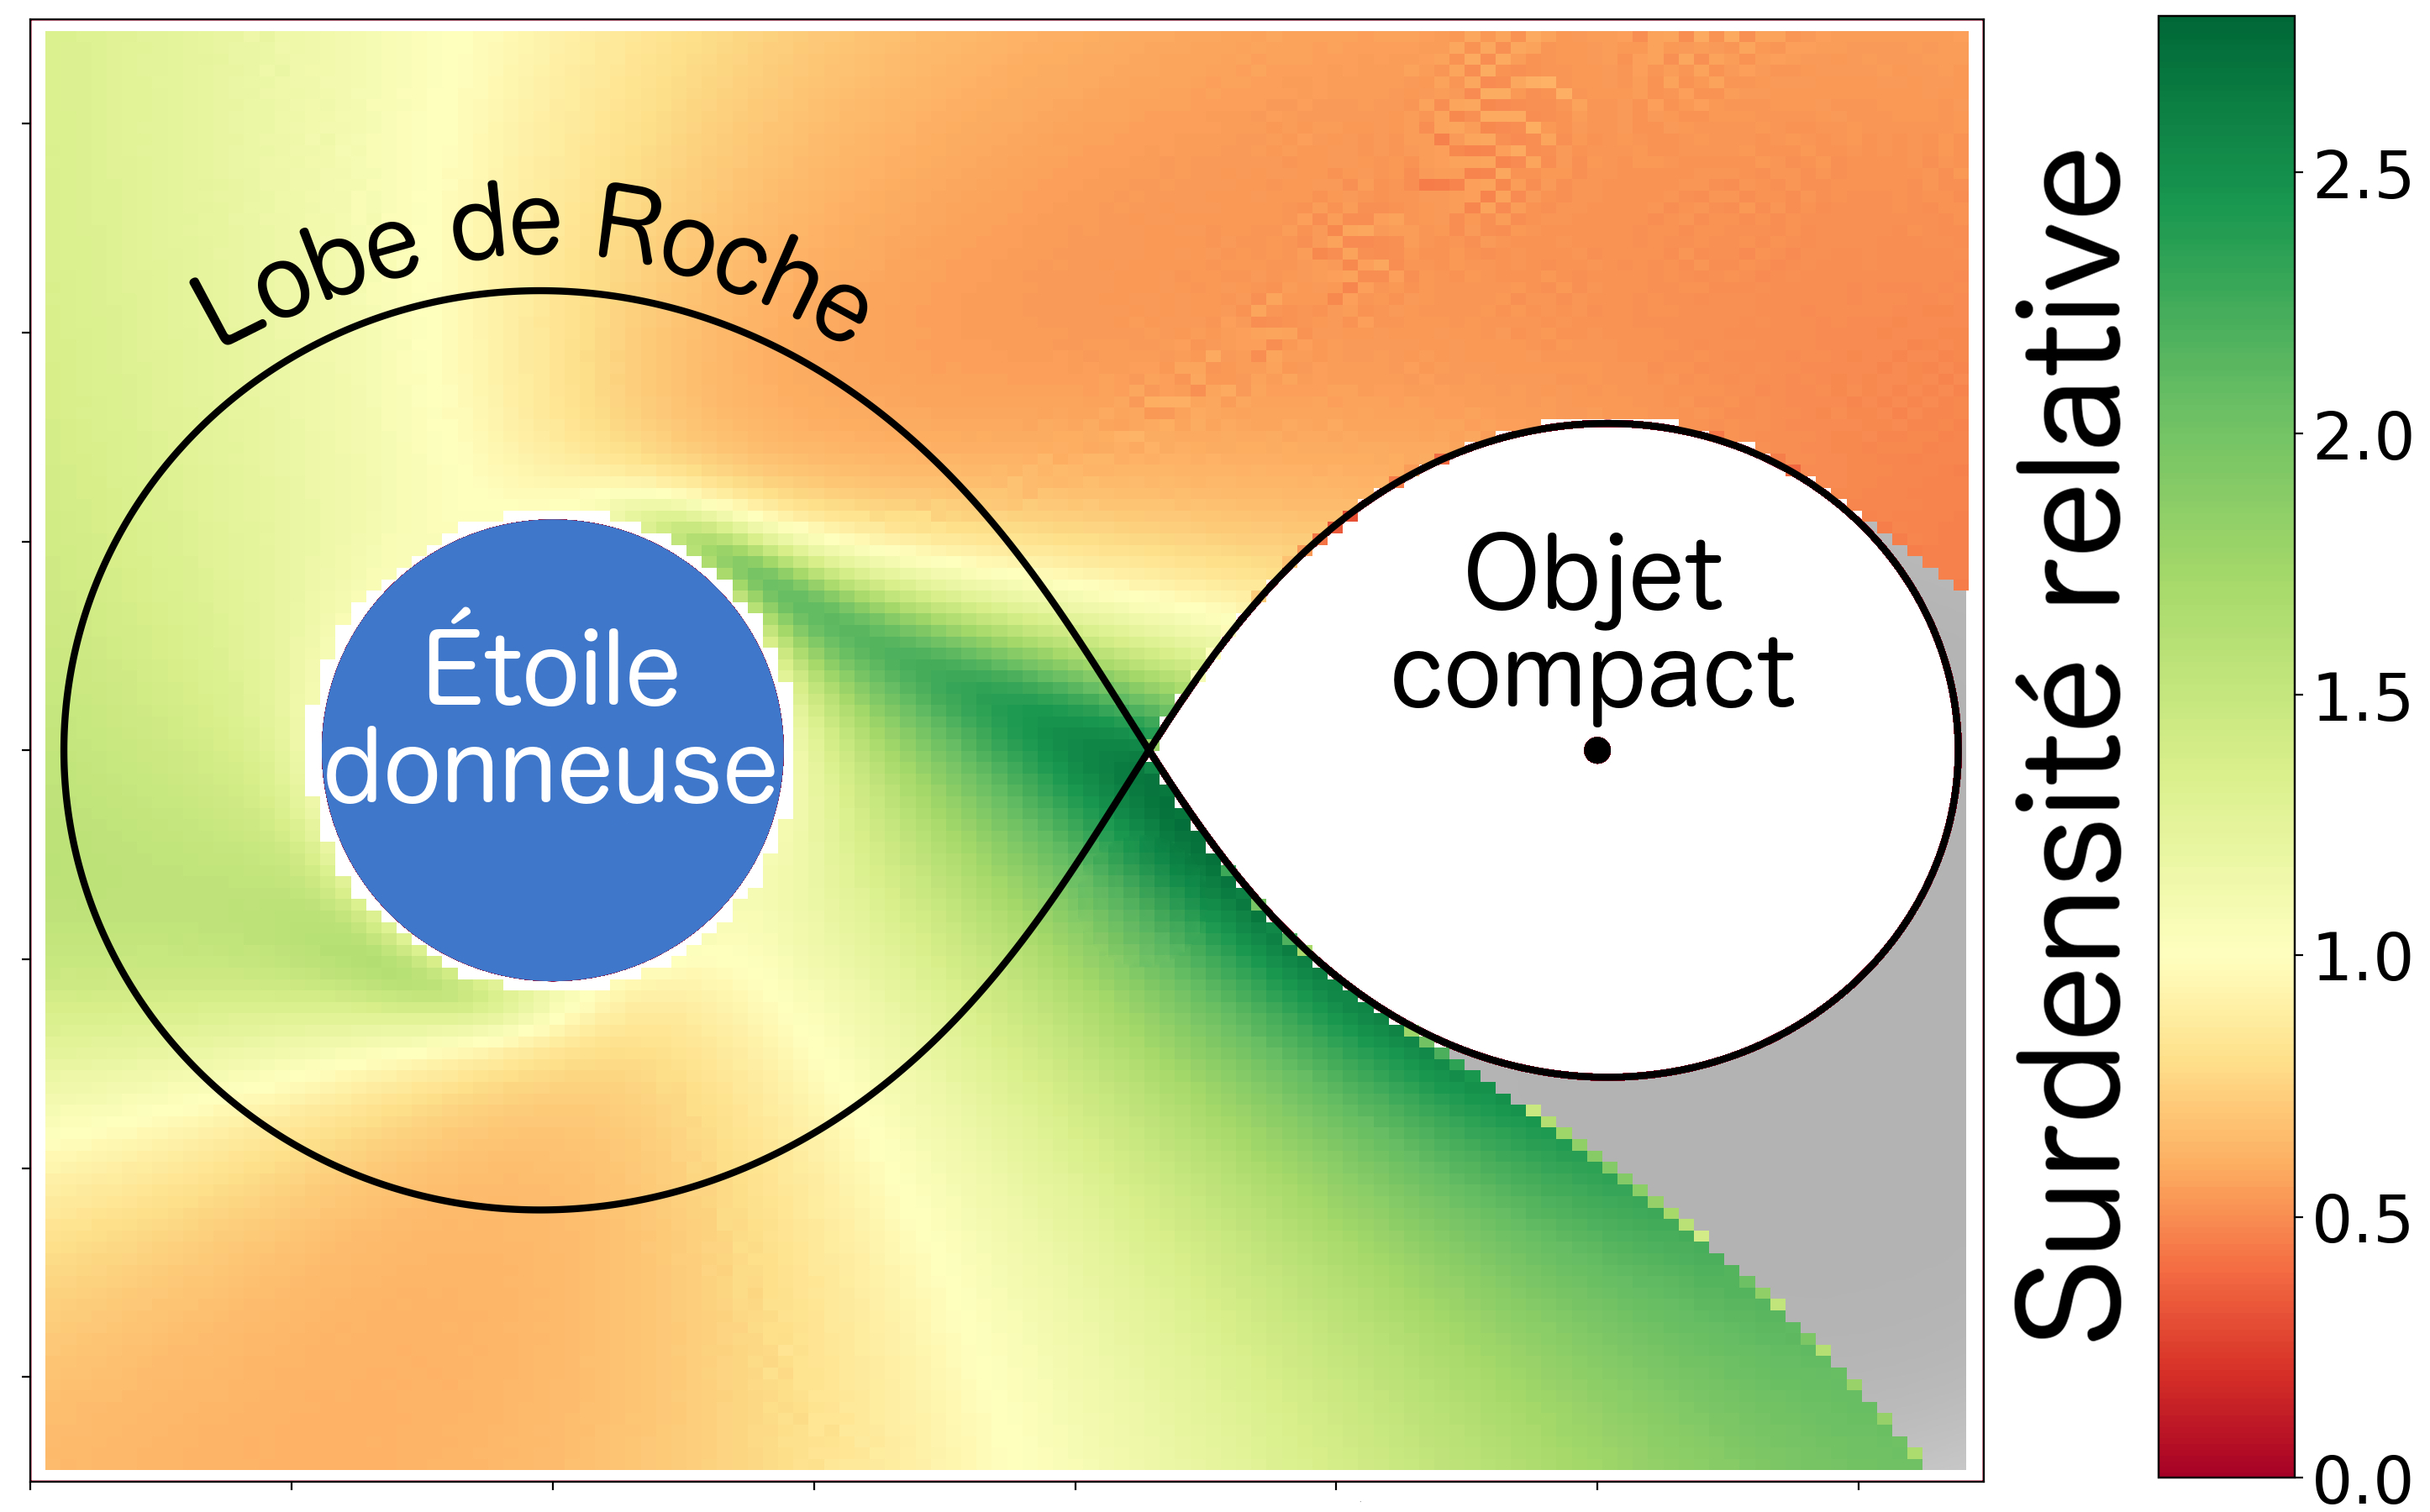 Lobe de Roche
Étoile
donneuse
Objet
compact
Surdensité relative
2.5
2.0
1.5
1.0
0.5
0.0